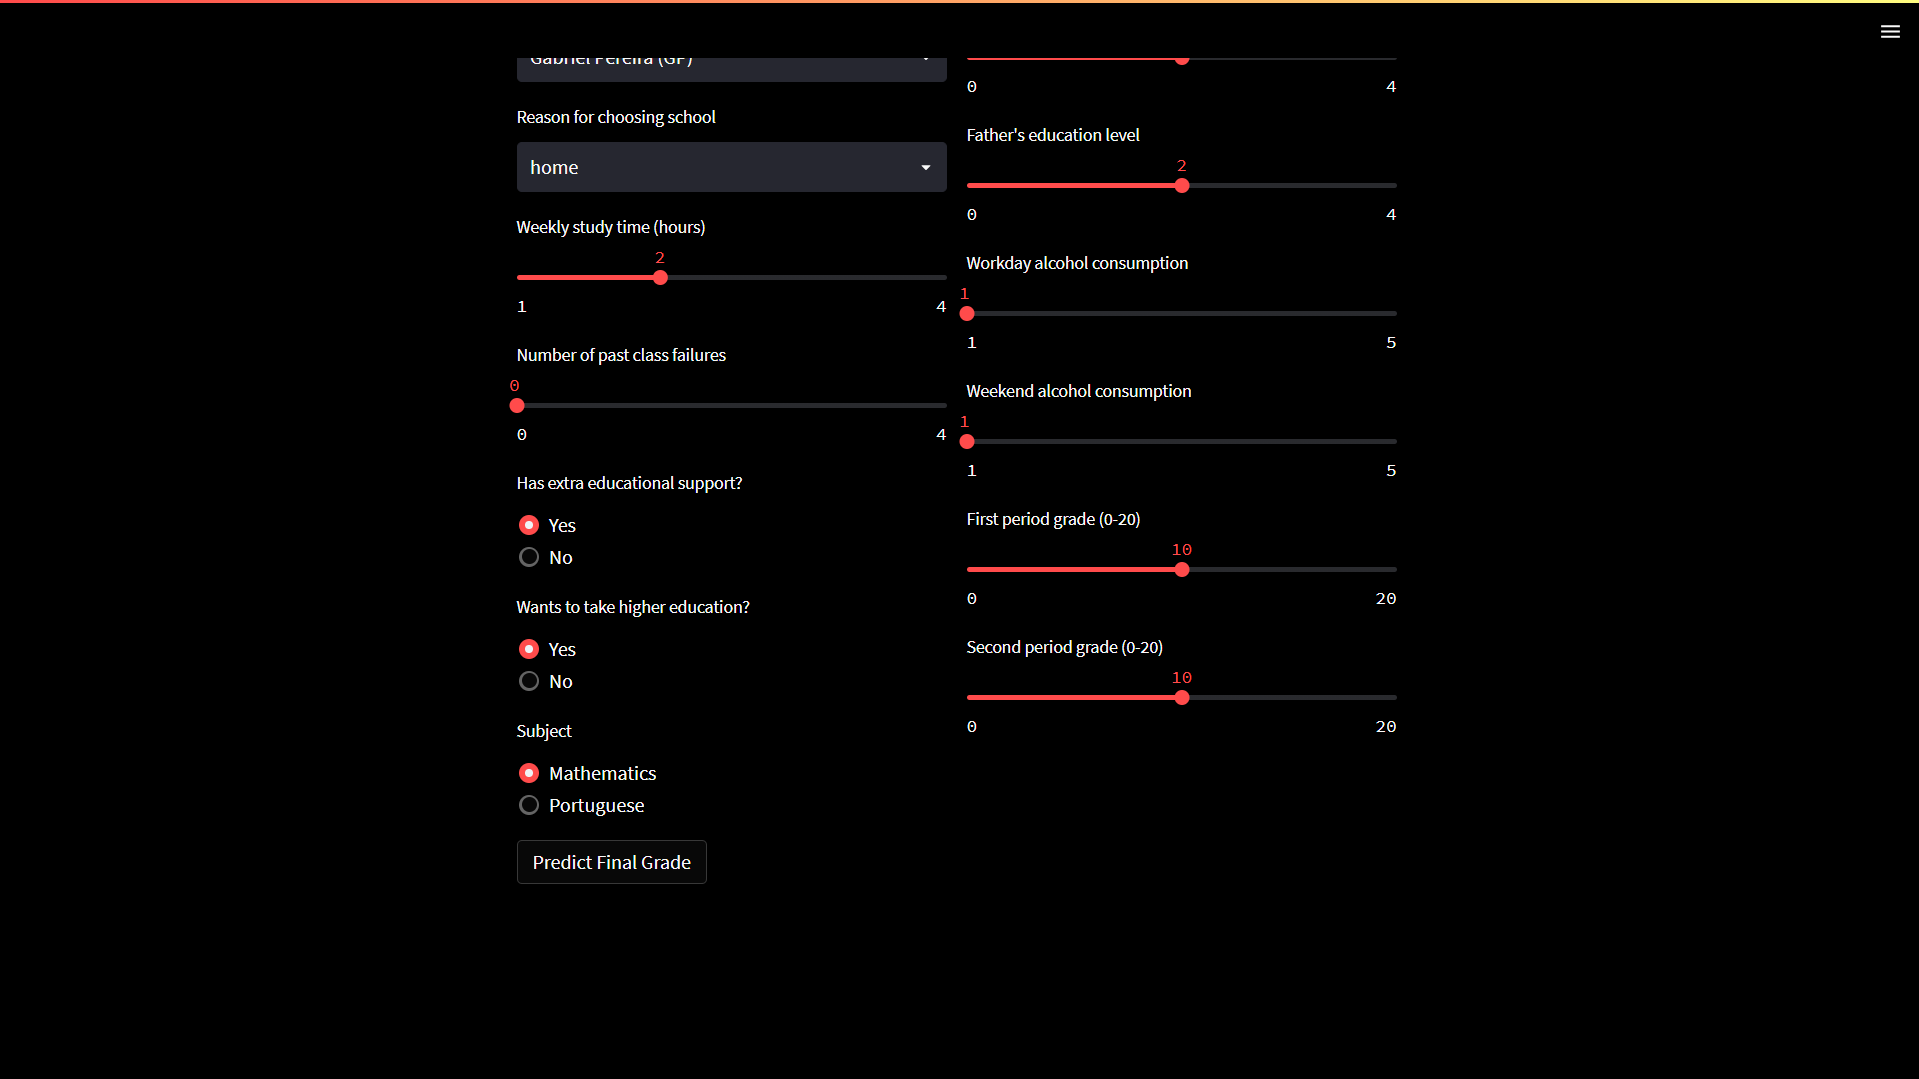 Gabriel Pereira (GP)
Reason for choosing school
home
Weekly study time (hours)
2
1 4
Number of past class failures
0
0 4
Has extra educational support?
Yes
No
Wants to take higher education?
Yes
No
Subject
Mathematics
Portuguese
Predict Final Grade
0 4
Father's education level
2
0 4
Workday alcohol consumption
1
1 5
Weekend alcohol consumption
1
1 5
First period grade (0-20)
10
0 20
Second period grade (0-20)
10
0 20